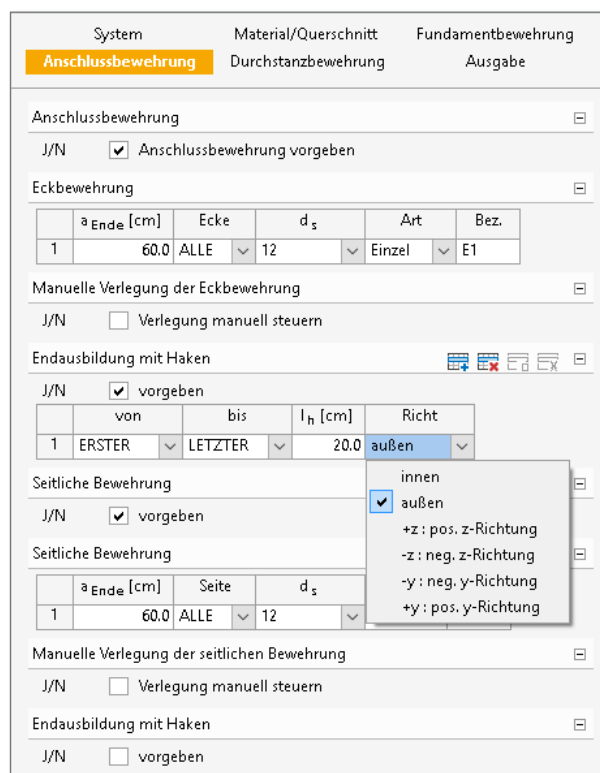 System Material/Querschnitt Fundamentbewehrung
Anschlussbewehrung Durchstanzbewehrung Ausgabe
Anschlussbewehrung
J/N Anschlussbewehrung vorgeben
Eckbewehrung
a Ende [cm] Ecke d s Art Bez.
1 60.0 ALLE 12 Einzel E1
Manuelle Verlegung der Eckbewehrung
J/N Verlegung manuell steuern
Endausbildung mit Haken
J/N vorgeben
von bis l h [cm] Richt
1 ERSTER LETZTER 20.0 außen
innen
außen
+z : pos. z-Richtung
-z : neg. z-Richtung
-y : neg. y-Richtung
+y : pos. y-Richtung
Seitliche Bewehrung
J/N vorgeben
Seitliche Bewehrung
a Ende [cm] Seite d s
1 60.0 ALLE 12
Manuelle Verlegung der seitlichen Bewehrung
J/N Verlegung manuell steuern
Endausbildung mit Haken
J/N vorgeben